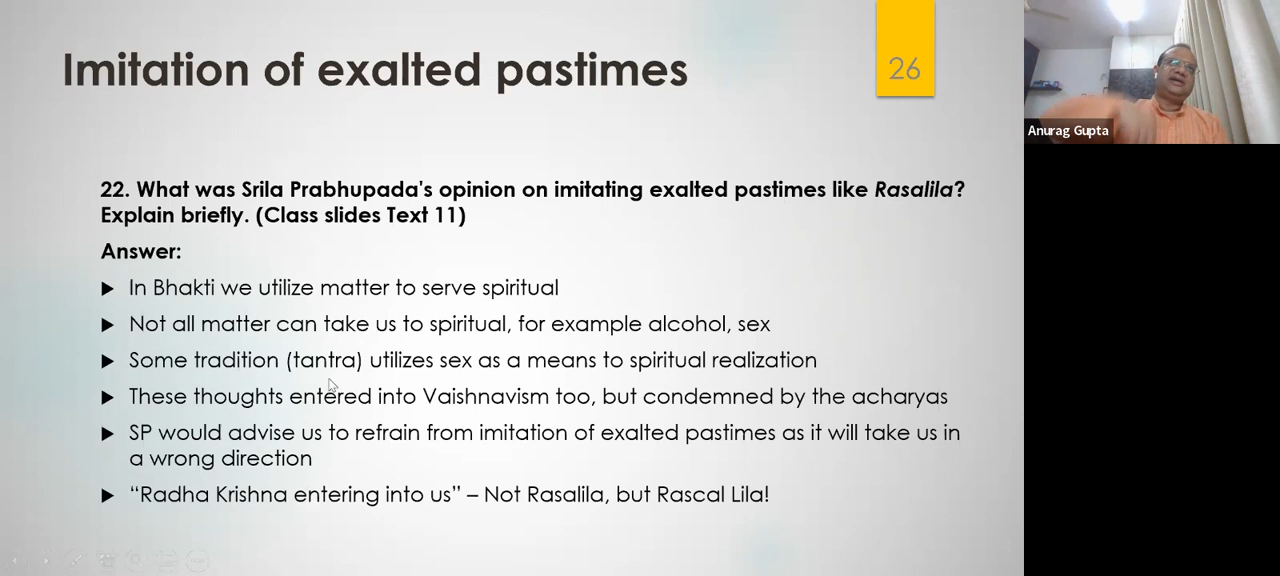 Imitation of exalted pastimes
26
22. What was Srila Prabhupada's opinion on imitating exalted pastimes like Rasalila?
Explain briefly. (Class slides Text 11)
Answer:
In Bhakti we utilize matter to serve spiritual
Not all matter can take us to spiritual, for example alcohol, sex
Some tradition (tantra) utilizes sex as a means to spiritual realization
These thoughts entered into Vaishnavism too, but condemned by the acharyas
SP would advise us to refrain from imitation of exalted pastimes as it will take us in
a wrong direction
“Radha Krishna entering into us” – Not Rasalila, but Rascal Lila!
Anurag Gupta